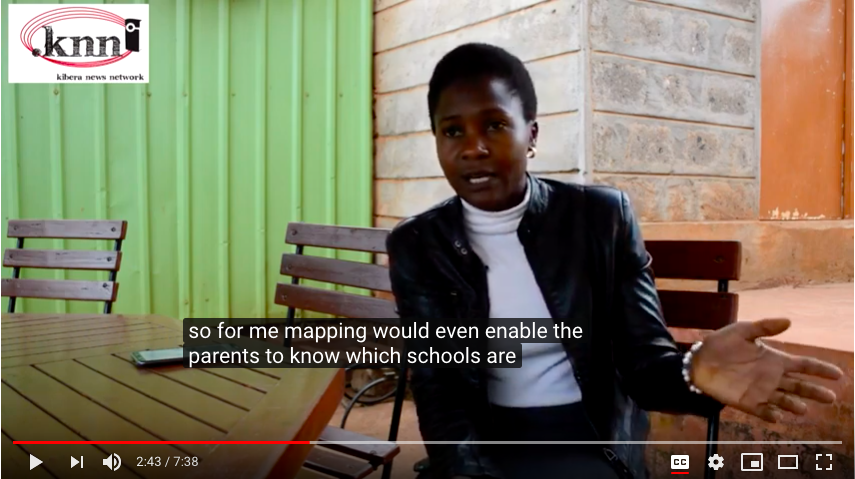 .knn
kibera news network
so for me mapping would even enable the
parents to know which schools are
2:43 / 7:38
CC